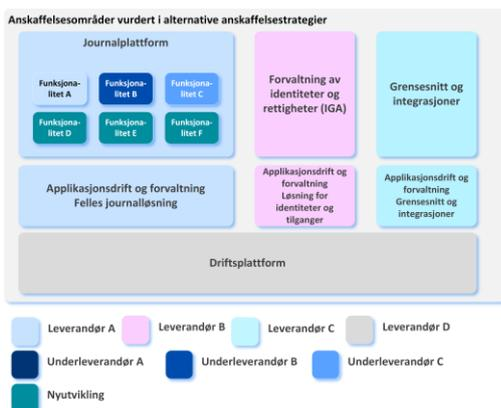 Anskaffelsesområder vurdert i alternative anskaffelsestrategier
Journalplattform
Funksjona-
litet A
Funksjona-
litet B
Funksjona-
litet C
Funksjona-
litet D
Funksjona-
litet E
Funksjona-
litet F
Forvaltning av
identiteter og
rettigheter (IGA)
Grensesnitt og
integrasjoner
Applikasjonsdrift og forvaltning
Felles journalløsning
Applikasjonsdrift og
forvaltning
Løsning for
identiteter og
tilganger
Applikasjonsdrift og
forvaltning
Grensesnitt og
integrasjoner
Driftsplattform
Leverandør A
Leverandør B
Leverandør C
Leverandør D
Underleverandør A
Underleverandør B
Underleverandør C
Nyutvikling